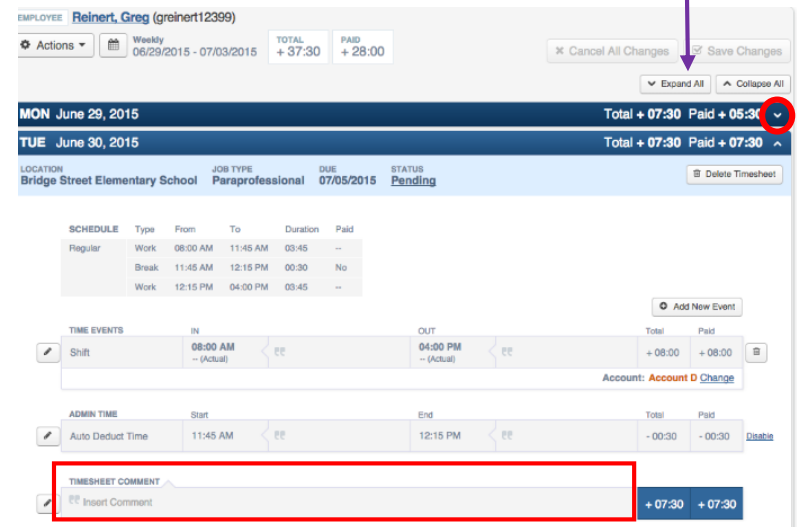 EMPLOYEE Reinert, Greg (greinert12399)
Actions Weekly 06/29/2015 - 07/03/2015 TOTAL + 37:30 PAID + 28:00 Cancel All Changes Save Changes
Expand All Collapse All
MON June 29, 2015 Total + 07:30 Paid + 05:30
TUE June 30, 2015 Total + 07:30 Paid + 07:30
LOCATION JOB TYPE DUE STATUS
Bridge Street Elementary School Paraprofessional 07/05/2015 Pending Delete Timesheet
SCHEDULE Type From To Duration Paid
Regular Work 08:00 AM 11:45 AM 03:45 --
Break 11:45 AM 12:15 PM 00:30 No
Work 12:15 PM 04:00 PM 03:45 --
Add New Event
TIME EVENTS IN OUT Total Paid
Shift 08:00 AM 04:00 PM + 08:00 + 08:00
-- (Actual) -- (Actual)
Account: Account D Change
ADMIN TIME Start End Total Paid
Auto Deduct Time 11:45 AM 12:15 PM - 00:30 - 00:30 Disable
TIMESHEET COMMENT
Insert Comment + 07:30 + 07:30